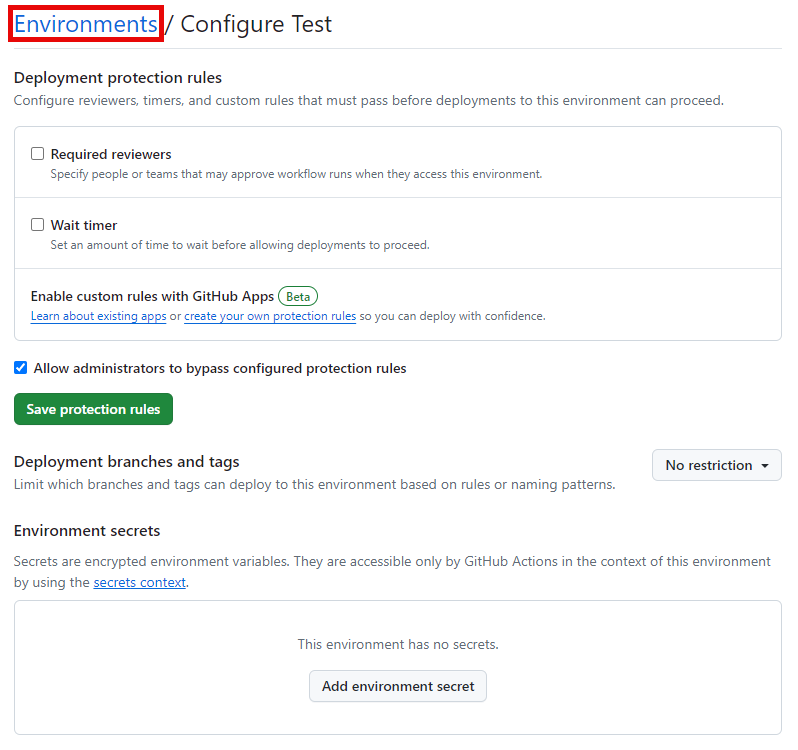 Environments / Configure Test
Deployment protection rules
Configure reviewers, timers, and custom rules that must pass before deployments to this environment can proceed.
Required reviewers
Specify people or teams that may approve workflow runs when they access this environment.
Wait timer
Set an amount of time to wait before allowing deployments to proceed.
Enable custom rules with GitHub Apps Beta
Learn about existing apps or create your own protection rules so you can deploy with confidence.
Allow administrators to bypass configured protection rules
Save protection rules
Deployment branches and tags
No restriction
Limit which branches and tags can deploy to this environment based on rules or naming patterns.
Environment secrets
Secrets are encrypted environment variables. They are accessible only by GitHub Actions in the context of this environment
by using the secrets context.
This environment has no secrets.
Add environment secret